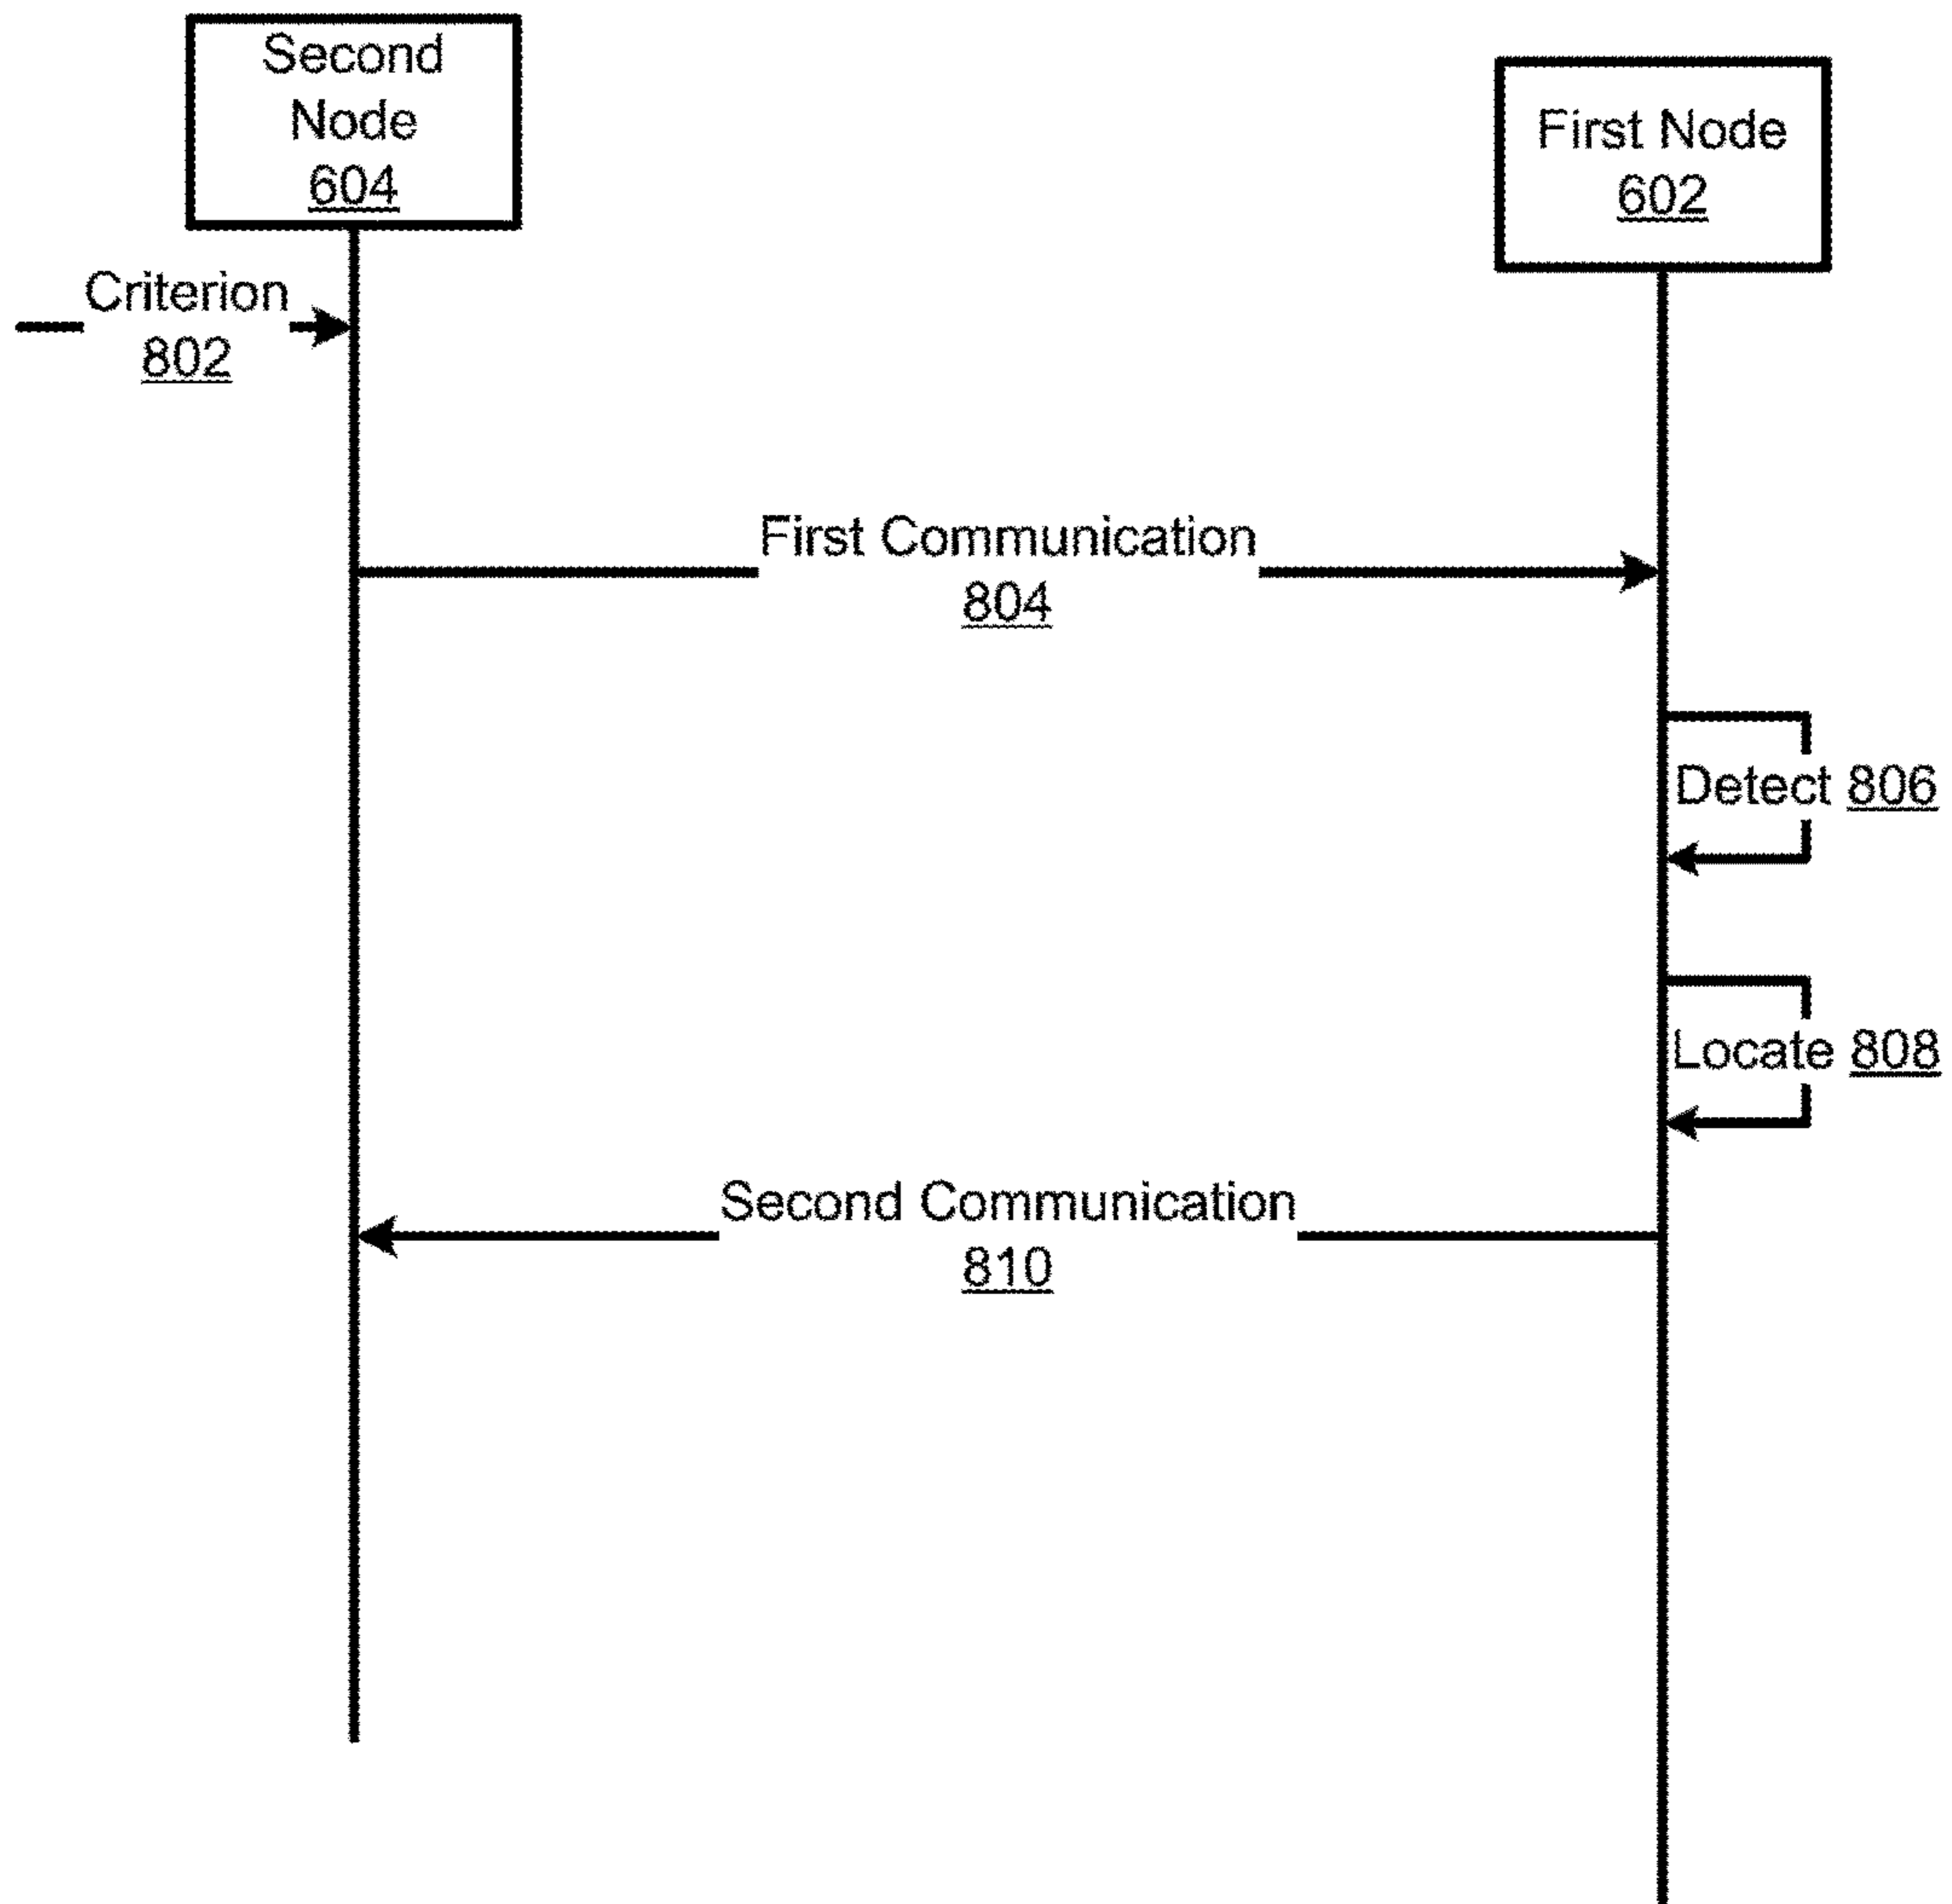 Second
Node
604
First Node
602
Criterion
802
First Communication
804
Detect 806
Locate 808
Second Communication
810